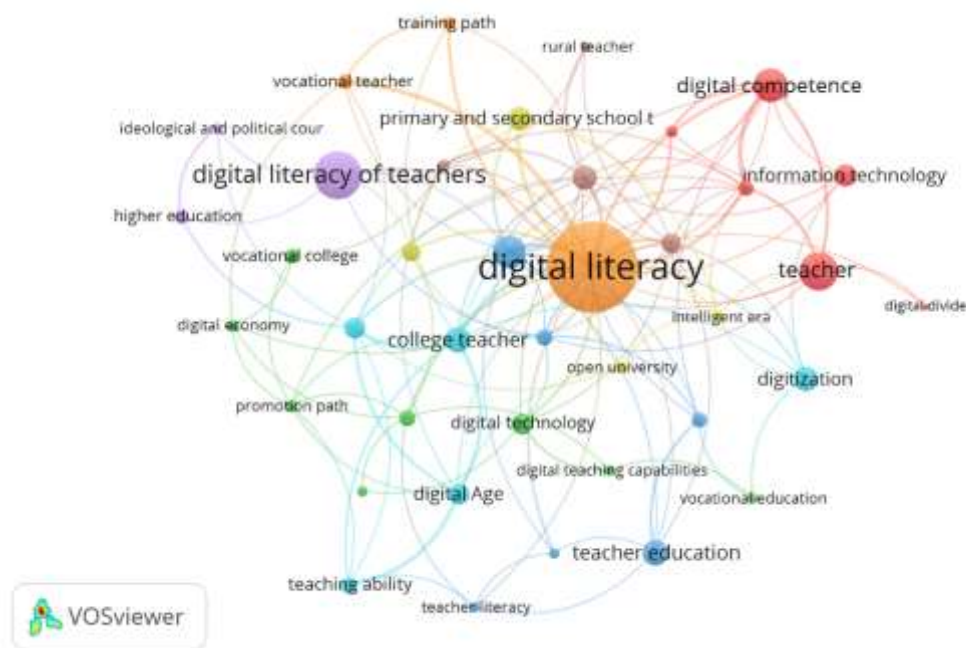 training path
rural teacher
vocational teacher
digital competence
primary and secondary school t
ideological and political cour
digital literacy of teachers
information technology
higher education
vocational college
digital literacy
teacher
digital divide
intelligent era
digital economy
college teacher
open university
digitization
promotion path
digital technology
digital teaching capabilities
digital Age
vocational education
teacher education
teaching ability
teacher literacy
VOSviewer